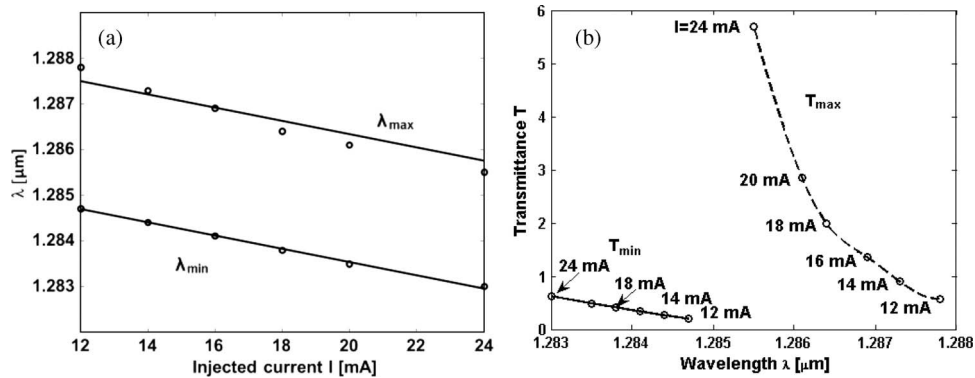 (a)
1.288
1.287
1.286
1.285
1.284
1.283
λ [μm]
λmax
λmin
12 14 16 18 20 22 24
Injected current I [mA]
(b)
6
5
4
3
2
1
0
Transmittance T
I=24 mA
Tmax
20 mA
18 mA
16 mA
14 mA
12 mA
Tmin
24 mA
18 mA
14 mA
12 mA
1.283 1.284 1.285 1.286 1.287 1.288
Wavelength λ [μm]